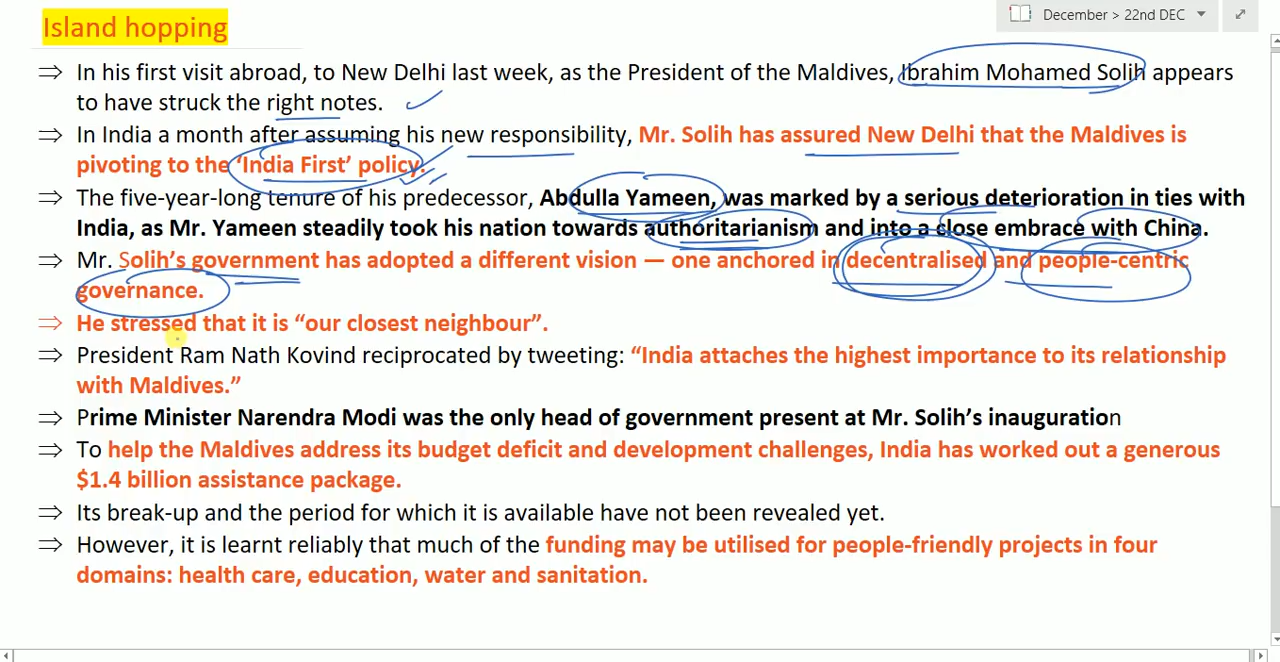 Island hopping
December > 22nd DEC
⇒ In his first visit abroad, to New Delhi last week, as the President of the Maldives, Ibrahim Mohamed Solih appears
to have struck the right notes.
⇒ In India a month after assuming his new responsibility, Mr. Solih has assured New Delhi that the Maldives is
pivoting to the ‘India First’ policy.
⇒ The five-year-long tenure of his predecessor, Abdulla Yameen, was marked by a serious deterioration in ties with
India, as Mr. Yameen steadily took his nation towards authoritarianism and into a close embrace with China.
⇒ Mr. Solih’s government has adopted a different vision — one anchored in decentralised and people-centric
governance.
⇒ He stressed that it is “our closest neighbour”.
⇒ President Ram Nath Kovind reciprocated by tweeting: “India attaches the highest importance to its relationship
with Maldives.”
⇒ Prime Minister Narendra Modi was the only head of government present at Mr. Solih’s inauguration
⇒ To help the Maldives address its budget deficit and development challenges, India has worked out a generous
$1.4 billion assistance package.
⇒ Its break-up and the period for which it is available have not been revealed yet.
⇒ However, it is learnt reliably that much of the funding may be utilised for people-friendly projects in four
domains: health care, education, water and sanitation.